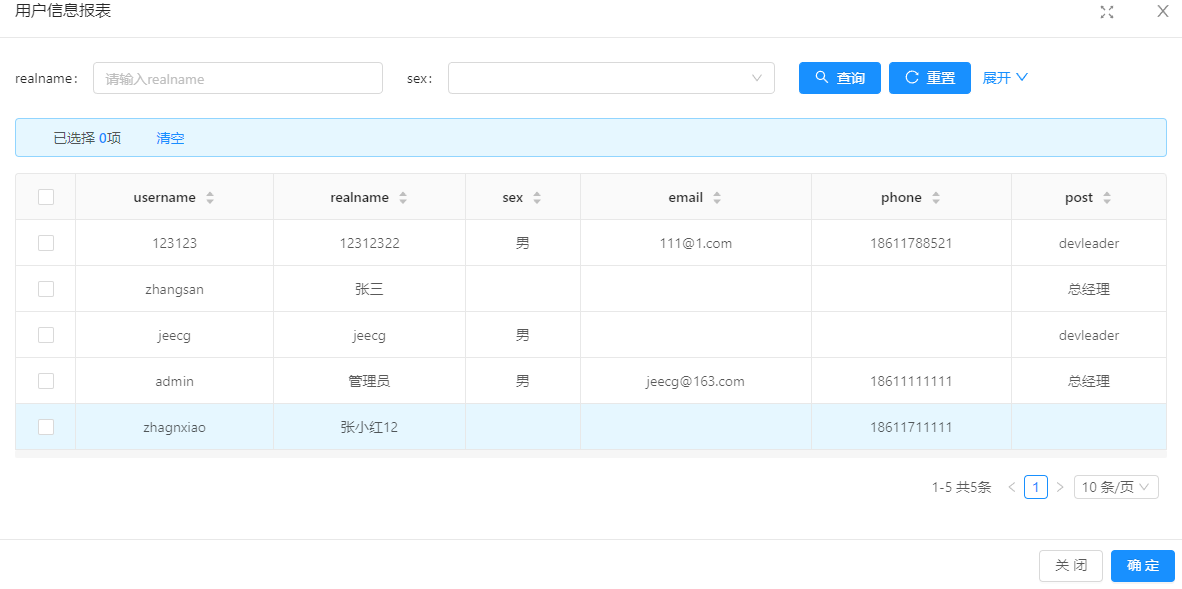 用户信息报表
realname： 请输入realname sex： 查询 重置 展开
已选择 0项 清空
username realname sex email phone post
123123 12312322 男 111@1.com 18611788521 devleader
zhangsan 张三 总经理
jeecg jeecg 男 devleader
admin 管理员 男 jeecg@163.com 18611111111 总经理
zhagnxiao 张小红12 18611711111
1-5 共5条 < 1 > 10 条/页
关 闭 确 定